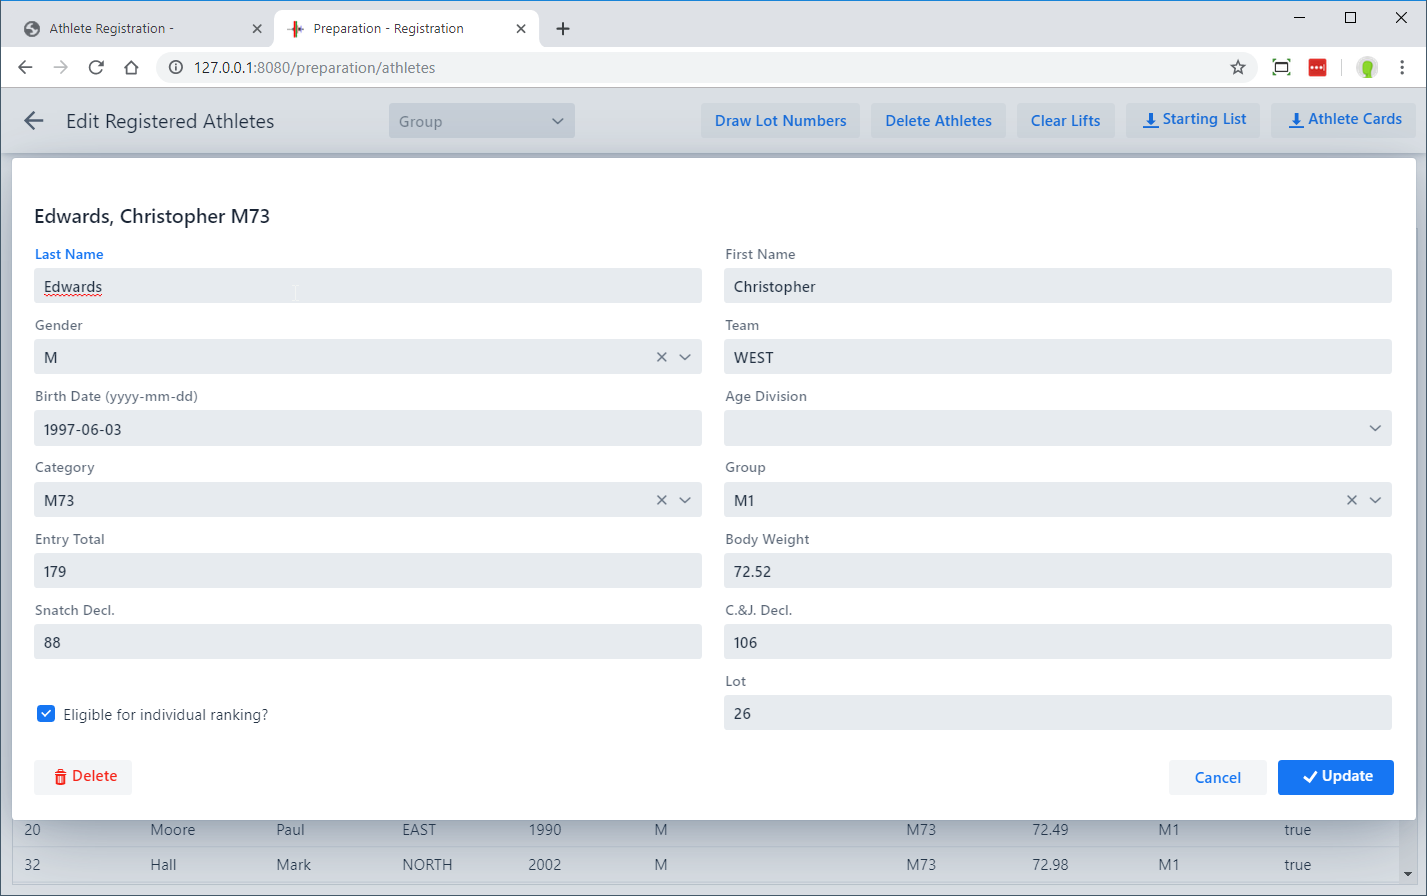 Athlete Registration -
Preparation - Registration
127.0.0.1:8080/preparation/athletes
Edit Registered Athletes
Group
Draw Lot Numbers
Delete Athletes
Clear Lifts
Starting List
Athlete Cards
Edwards, Christopher M73
Last Name
First Name
Edwards
Christopher
Gender
Team
M
WEST
Birth Date (yyyy-mm-dd)
Age Division
1997-06-03
Category
Group
M73
M1
Entry Total
Body Weight
179
72.52
Snatch Decl.
C.&J. Decl.
88
106
Lot
Eligible for individual ranking?
26
Delete
Cancel
Update
20 Moore Paul EAST 1990 M M73 72.49 M1 true
32 Hall Mark NORTH 2002 M M73 72.98 M1 true